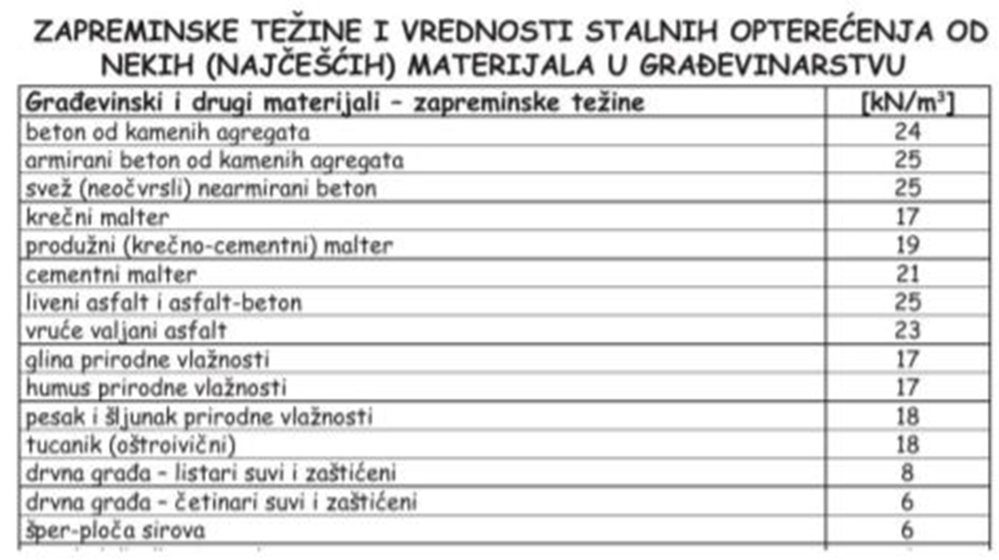 ZAPREMINSKE TEŽINE I VREDNOSTI STALNIH OPTEREĆENJA OD
NEKIH (NAJČEŠĆIH) MATERIJALA U GRAĐEVINARSTVU
Građevinski i drugi materijali – zapreminske težine [kN/m³]
beton od kamenih agregata 24
armirani beton od kamenih agregata 25
svež (neočvrsli) nearmirani beton 25
krečni malter 17
produžni (krečno-cementni) malter 19
cementni malter 21
liveni asfalt i asfalt-beton 25
vruće valjani asfalt 23
glina prirodne vlažnosti 17
humus prirodne vlažnosti 17
pesak i šljunak prirodne vlažnosti 18
tucanik (oštroivični) 18
drvna građa – listari suvi i zaštićeni 8
drvna građa – četinari suvi i zaštićeni 6
šper-ploča sirova 6